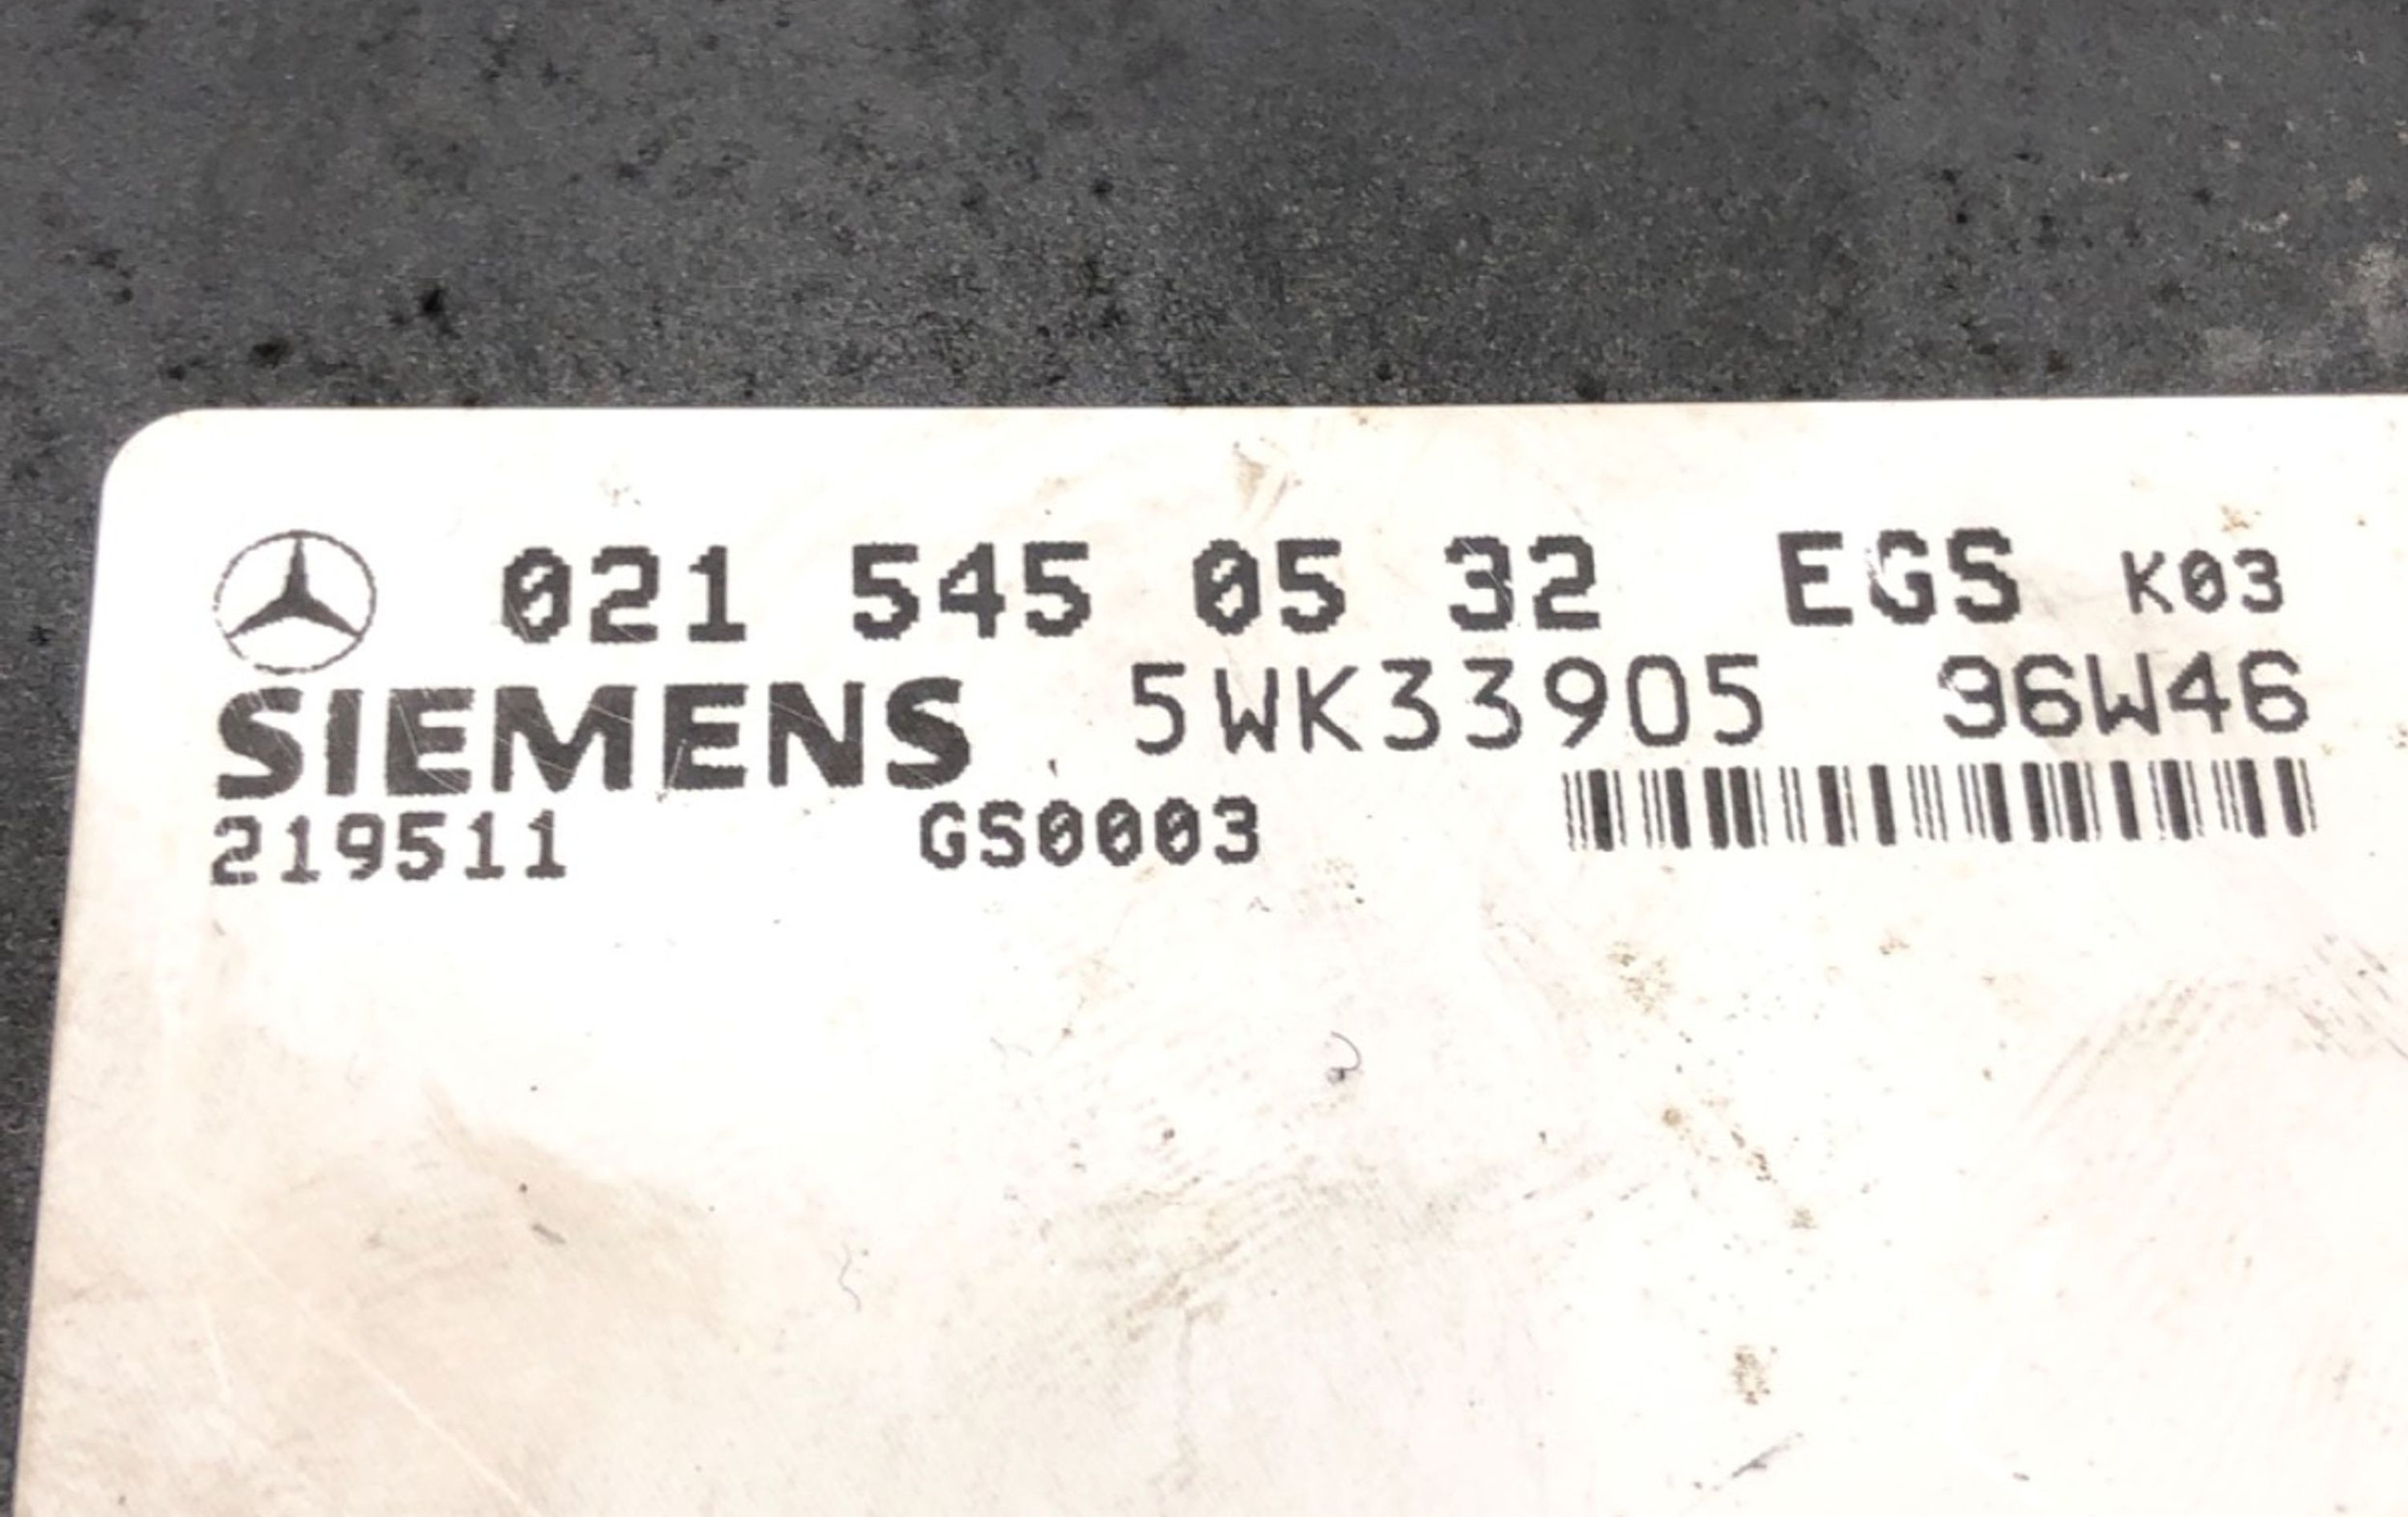 021 545 05 32 EGS K03
SIEMENS 5WK33905 96W46
219511 GS0003